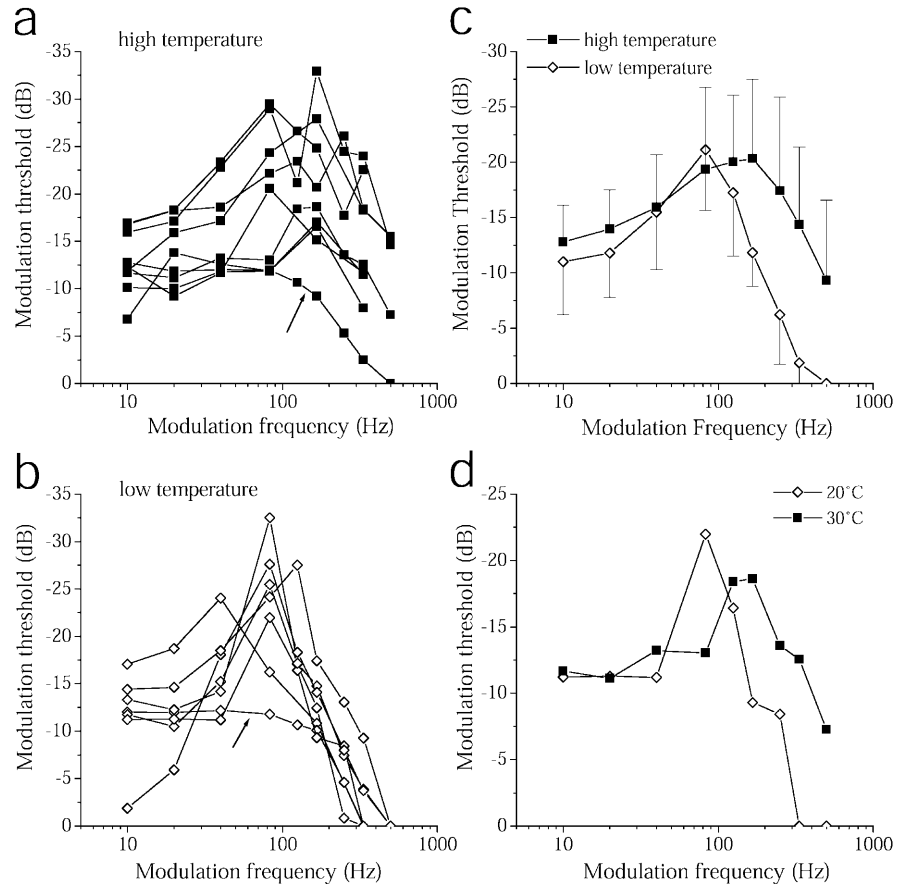 a
high temperature
Modulation threshold (dB)
-35
-30
-25
-20
-15
-10
-5
0
10
100
1000
Modulation frequency (Hz)
c
high temperature
low temperature
Modulation Threshold (dB)
-30
-25
-20
-15
-10
-5
0
10
100
1000
Modulation Frequency (Hz)
b
low temperature
Modulation threshold (dB)
-35
-30
-25
-20
-15
-10
-5
0
10
100
1000
Modulation frequency (Hz)
d
20°C
30°C
Modulation threshold (dB)
-25
-20
-15
-10
-5
0
10
100
1000
Modulation frequency (Hz)